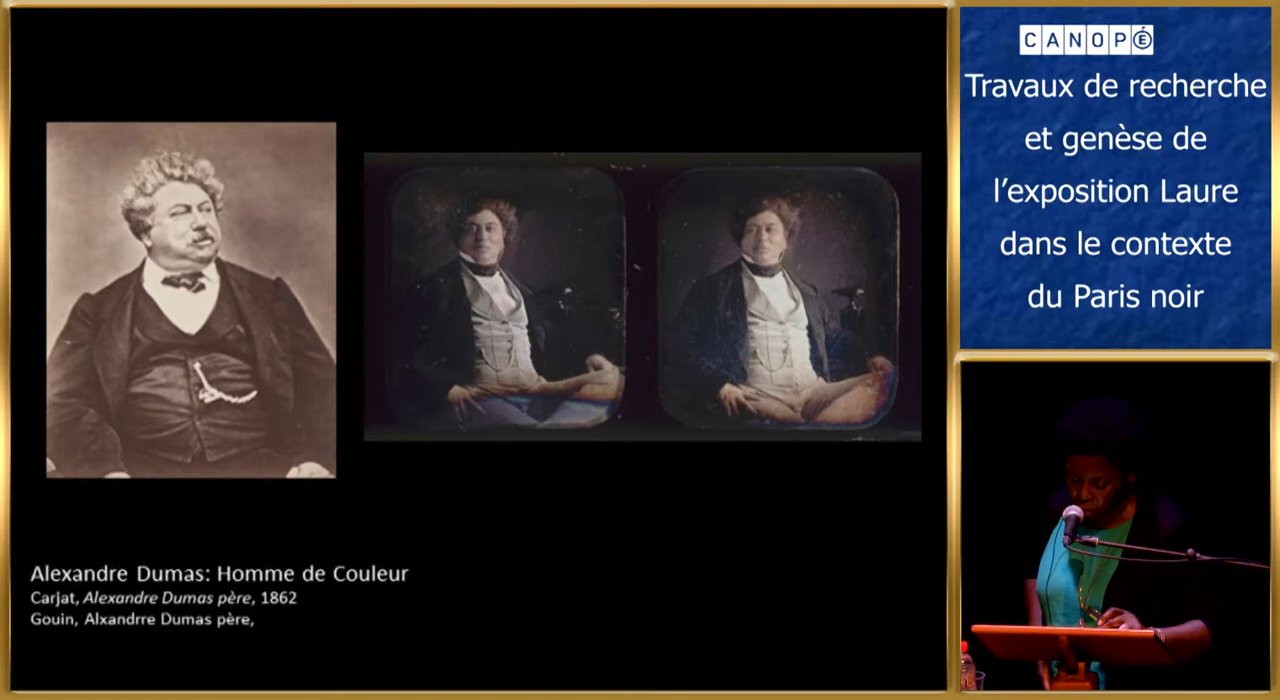 Alexandre Dumas: Homme de Couleur
Carjat, Alexandre Dumas père, 1862
Gouin, Alxandrre Dumas père,
CANOPÉ
Travaux de recherche
et genèse de
l’exposition Laure
dans le contexte
du Paris noir